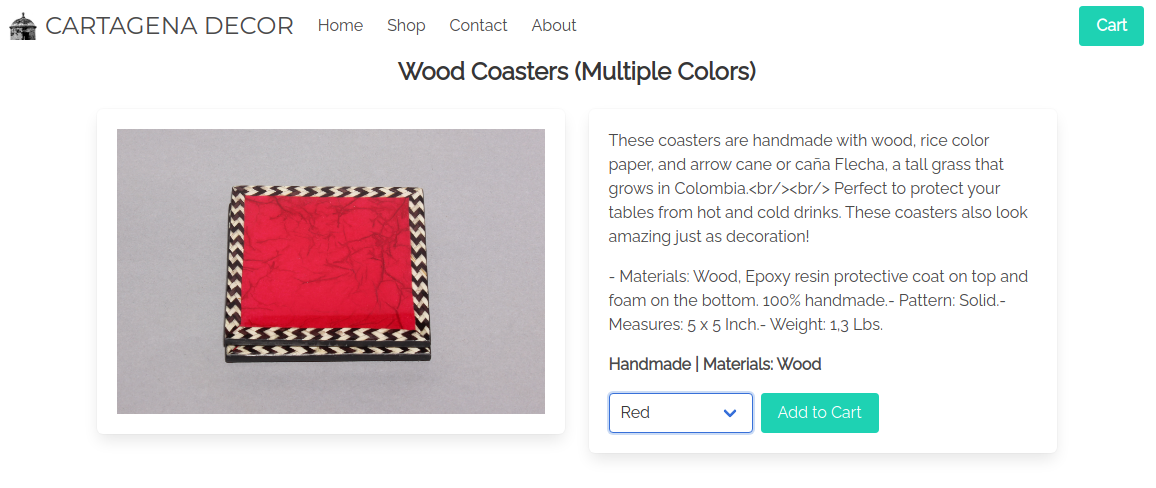 CARTAGENA DECOR Home Shop Contact About Cart
Wood Coasters (Multiple Colors)
These coasters are handmade with wood, rice color
paper, and arrow cane or caña Flecha, a tall grass that
grows in Colombia.<br/><br/> Perfect to protect your
tables from hot and cold drinks. These coasters also look
amazing just as decoration!
- Materials: Wood, Epoxy resin protective coat on top and
foam on the bottom. 100% handmade.- Pattern: Solid.-
Measures: 5 x 5 Inch.- Weight: 1,3 Lbs.
Handmade | Materials: Wood
Red Add to Cart